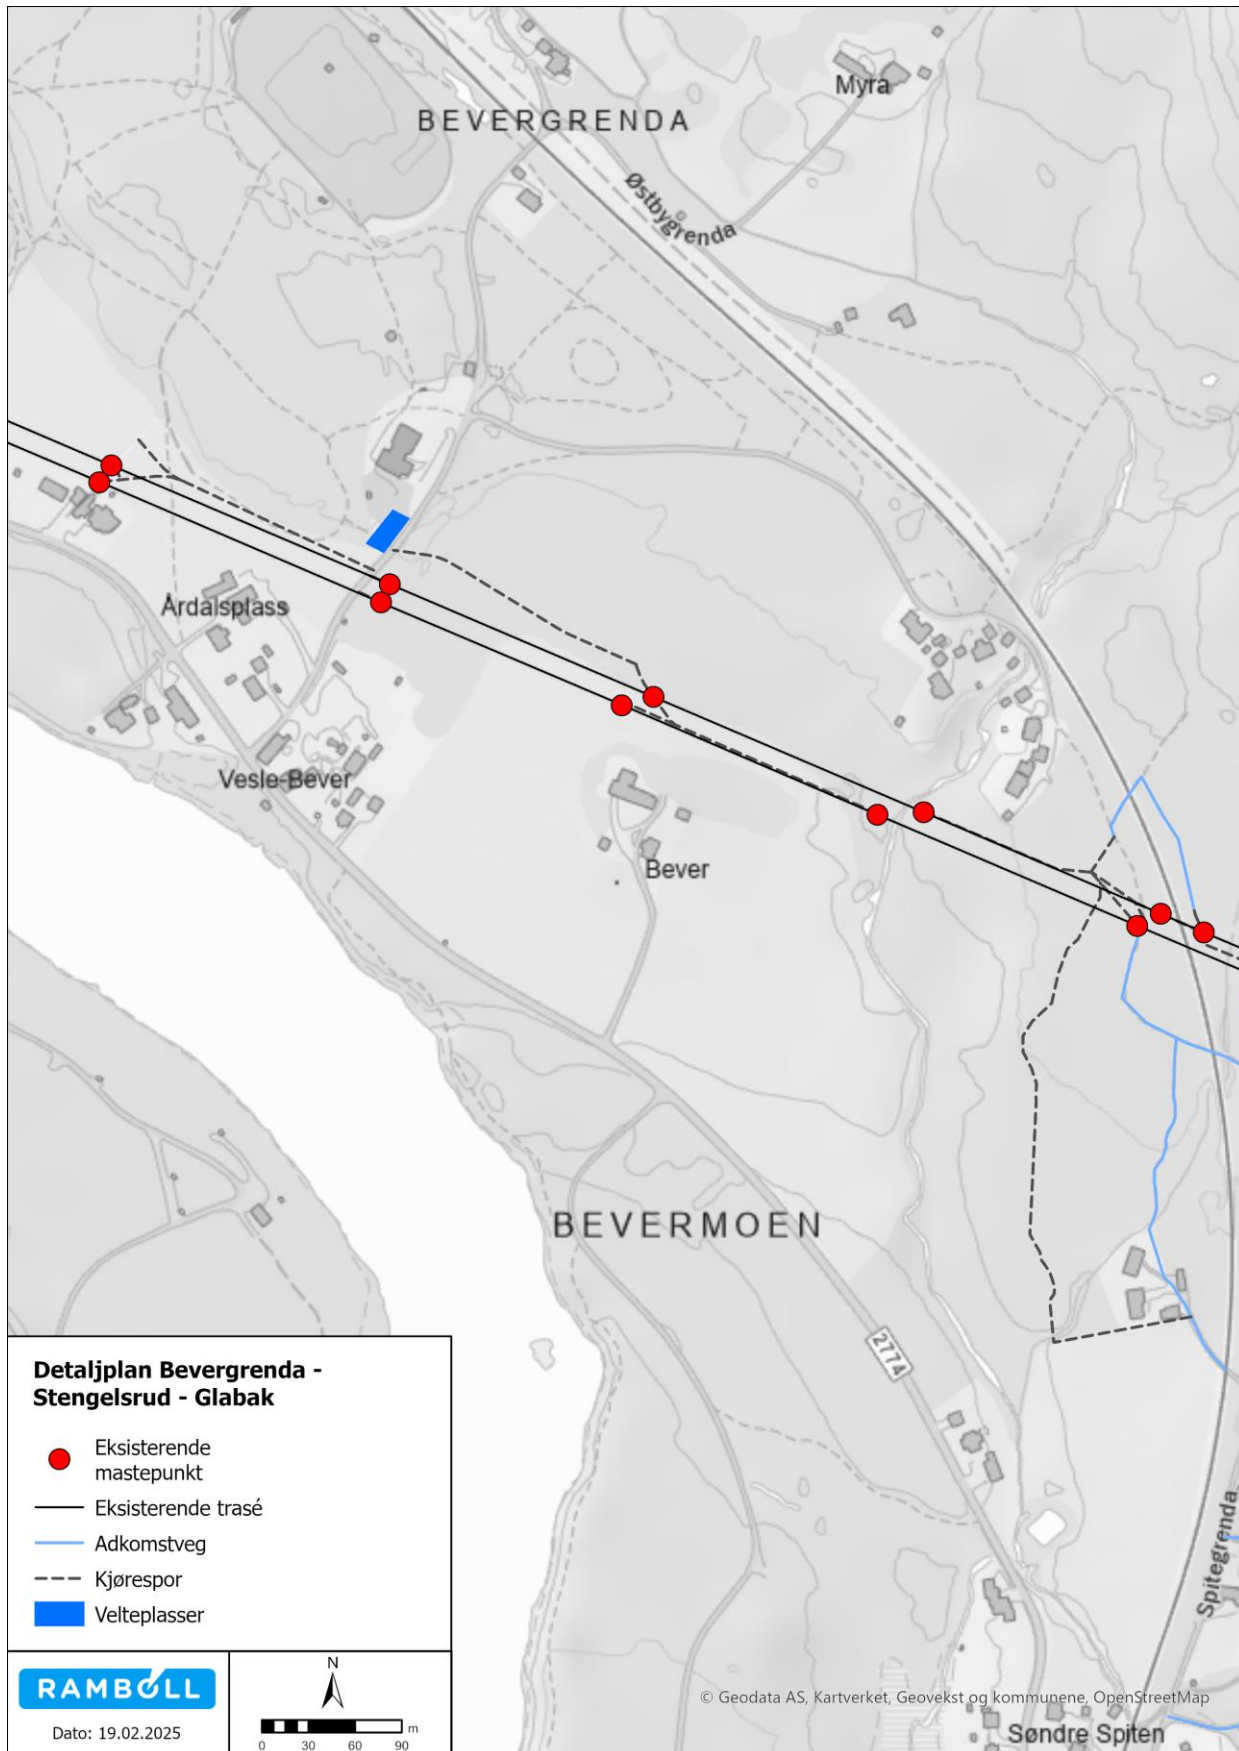 Myra
BEVERGRENDA
Østbygrenda
Årdalsplass
Vesle-Bever
Bever
BEVERMOEN
2774
Spitegrenda
Søndre Spiten
Detaljplan Bevergrenda -
Stengelsrud - Glabak
Eksisterende
mastepunkt
Eksisterende trasé
Adkomstveg
Kjørespor
Velteplasser
RAMBOLL
Dato: 19.02.2025
N
m
0 30 60 90
© Geodata AS, Kartverket, Geovekst og kommunene, OpenStreetMap